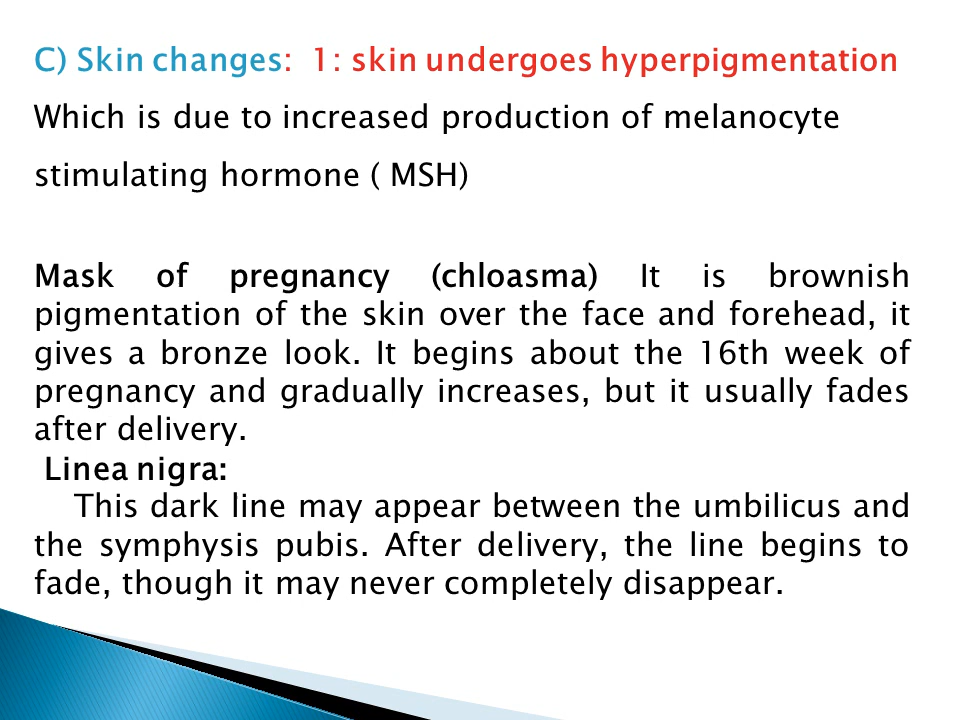 C) Skin changes: 1: skin undergoes hyperpigmentation
Which is due to increased production of melanocyte
stimulating hormone ( MSH)
Mask of pregnancy (chloasma) It is brownish
pigmentation of the skin over the face and forehead, it
gives a bronze look. It begins about the 16th week of
pregnancy and gradually increases, but it usually fades
after delivery.
Linea nigra:
This dark line may appear between the umbilicus and
the symphysis pubis. After delivery, the line begins to
fade, though it may never completely disappear.